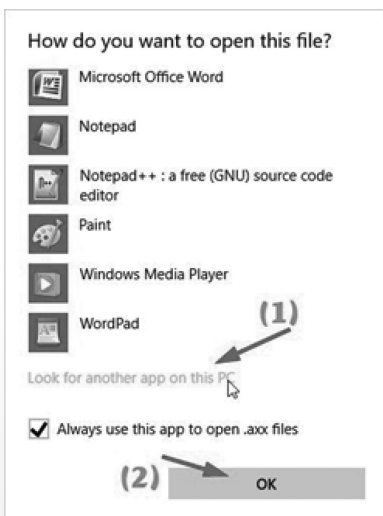 How do you want to open this file?
Microsoft Office Word
Notepad
Notepad++ : a free (GNU) source code
editor
Paint
Windows Media Player
WordPad
(1)
Look for another app on this PC
Always use this app to open .axx files
(2)
OK